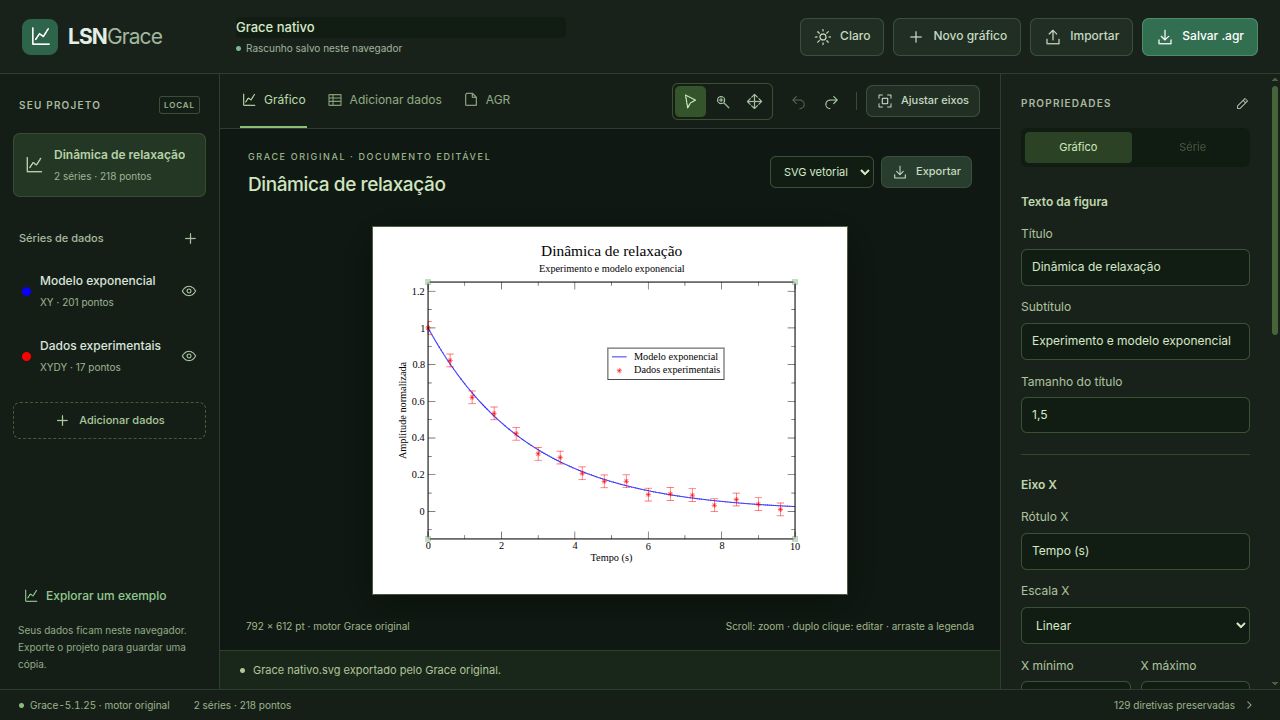 LSNGrace
Grace nativo
Rascunho salvo neste navegador
Claro
Novo gráfico
Importar
Salvar .agr
SEU PROJETO
LOCAL
Dinâmica de relaxação
2 séries · 218 pontos
Séries de dados
Modelo exponencial
XY · 201 pontos
Dados experimentais
XYDY · 17 pontos
Adicionar dados
Explorar um exemplo
Seus dados ficam neste navegador.
Exporte o projeto para guardar uma
cópia.
Gráfico
Adicionar dados
AGR
Ajustar eixos
GRACE ORIGINAL · DOCUMENTO EDITÁVEL
Dinâmica de relaxação
SVG vetorial
Exportar
Dinâmica de relaxação
Experimento e modelo exponencial
1.2
1
0.8
0.6
0.4
0.2
0
Amplitude normalizada
Modelo exponencial
Dados experimentais
0
2
4
6
8
10
Tempo (s)
792 × 612 pt · motor Grace original
Scroll: zoom · duplo clique: editar · arraste a legenda
Grace nativo.svg exportado pelo Grace original.
PROPRIEDADES
Gráfico
Série
Texto da figura
Título
Dinâmica de relaxação
Subtítulo
Experimento e modelo exponencial
Tamanho do título
1,5
Eixo X
Rótulo X
Tempo (s)
Escala X
Linear
X mínimo
X máximo
Grace-5.1.25 · motor original
2 séries · 218 pontos
129 diretivas preservadas